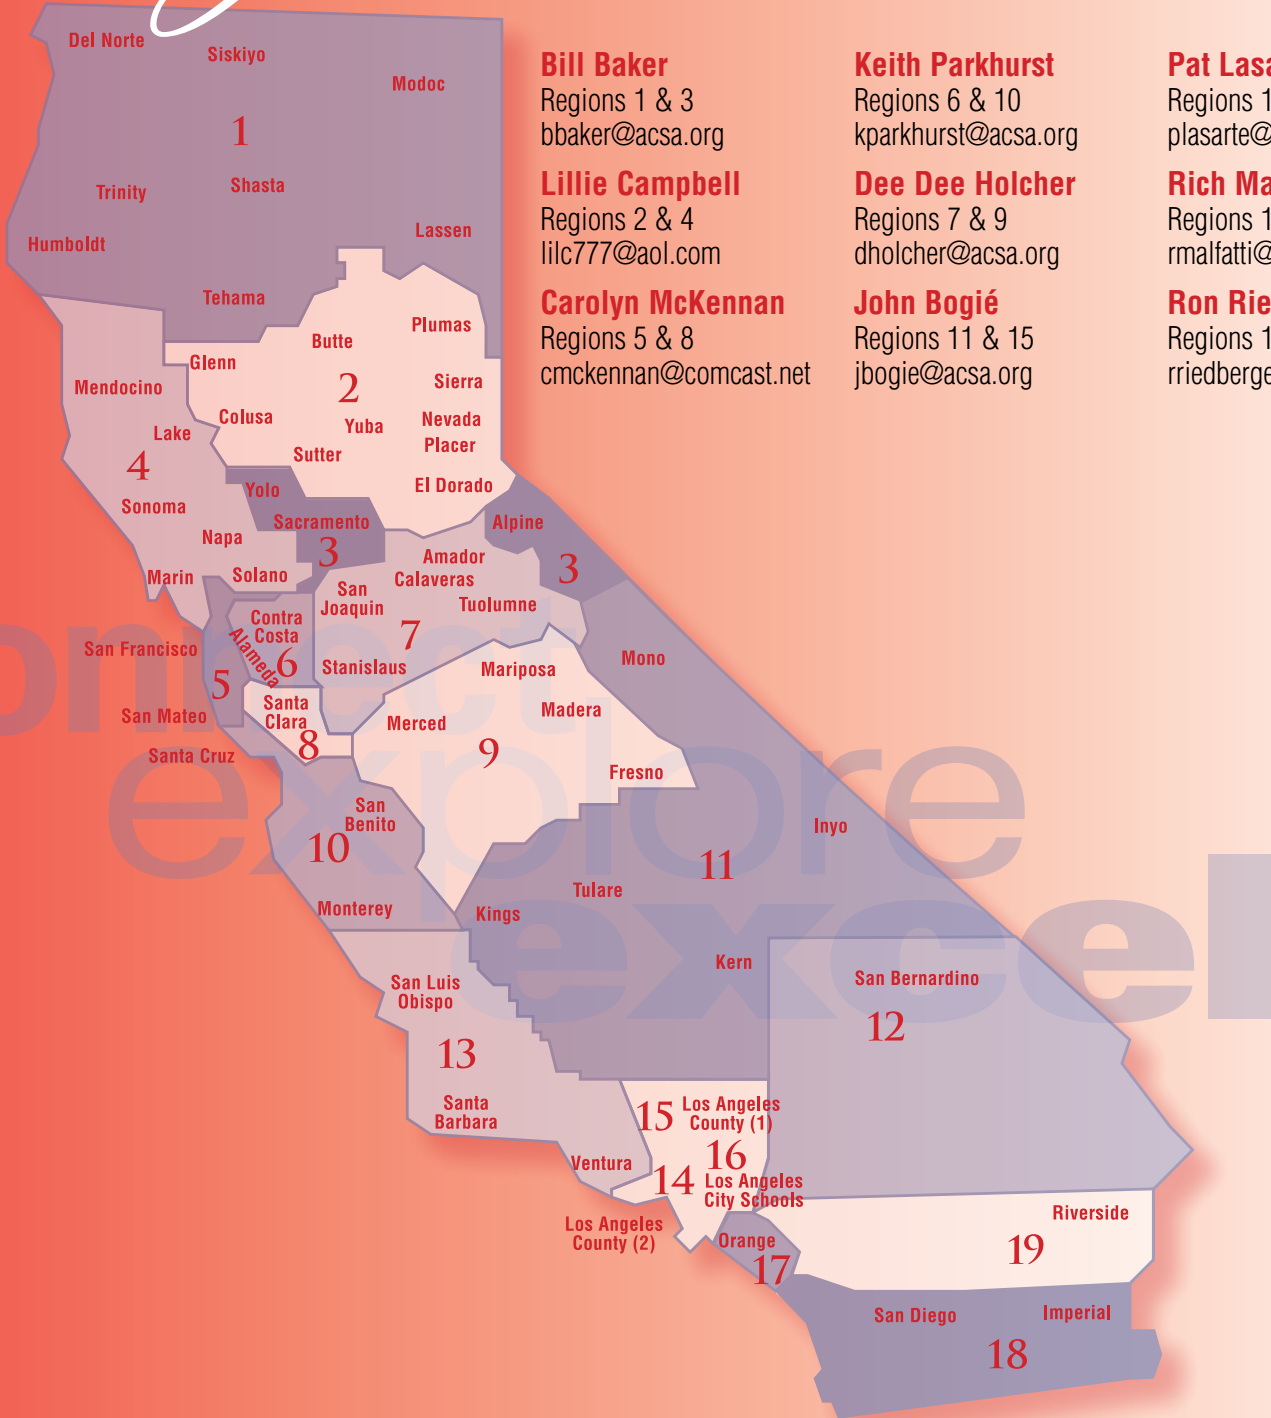 Bill Baker
Regions 1 & 3
bbaker@acsa.org
Lillie Campbell
Regions 2 & 4
lilc777@aol.com
Carolyn McKennan
Regions 5 & 8
cmckennan@comcast.net
Keith Parkhurst
Regions 6 & 10
kparkhurst@acsa.org
Dee Dee Holcher
Regions 7 & 9
dholcher@acsa.org
John Bogié
Regions 11 & 15
jbogie@acsa.org
Pat
Regions
Rich
Regions
Ron
Regions
Del Norte
Siskiyo
Modoc
1
Trinity
Shasta
Humboldt
Lassen
Tehama
Plumas
Butte
Glenn
Mendocino
2
Sierra
Colusa
Yuba
Nevada
Lake
Placer
Sutter
4
El Dorado
Yolo
Sonoma
Sacramento
Alpine
Napa
3
Amador
3
Marin
Solano
Calaveras
San
Joaquin
Tuolumne
Contra
Costa
7
San Francisco
Alameda
6
Stanislaus
Mariposa
Mono
5
Santa
Clara
San Mateo
Merced
Madera
8
9
Santa Cruz
Fresno
San
Benito
Inyo
10
11
Tulare
Monterey
Kings
Kern
San Bernardino
San Luis
Obispo
12
13
Santa
Barbara
15
Los Angeles
County (1)
16
Ventura
14
Los Angeles
City Schools
Los Angeles
County (2)
Orange
Riverside
17
19
San Diego
Imperial
18
explore